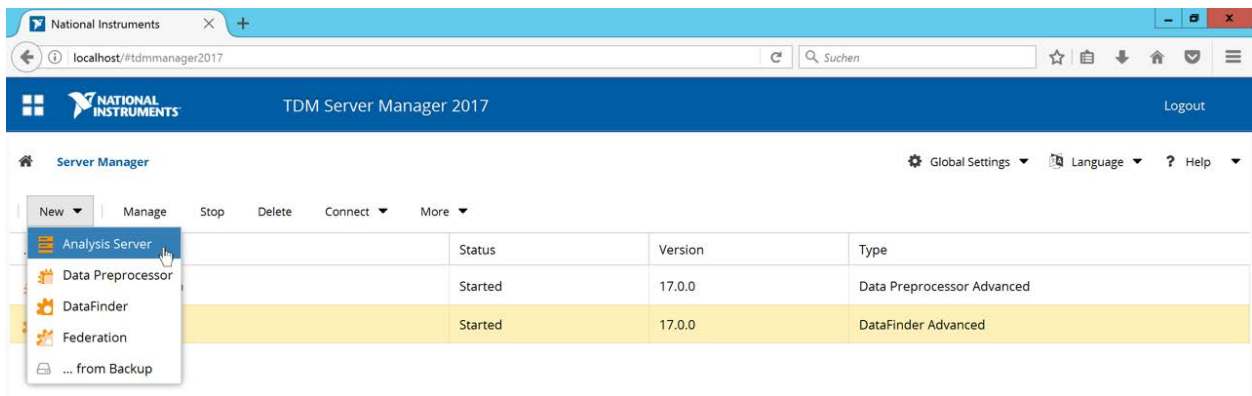 National Instruments
localhost/#tdmmanager2017
Suchen
NATIONAL INSTRUMENTS
TDM Server Manager 2017
Logout
Server Manager
Global Settings
Language
? Help
New
Manage
Stop
Delete
Connect
More
Analysis Server
Data Preprocessor
DataFinder
Federation
... from Backup
Status
Version
Type
Started
17.0.0
Data Preprocessor Advanced
Started
17.0.0
DataFinder Advanced